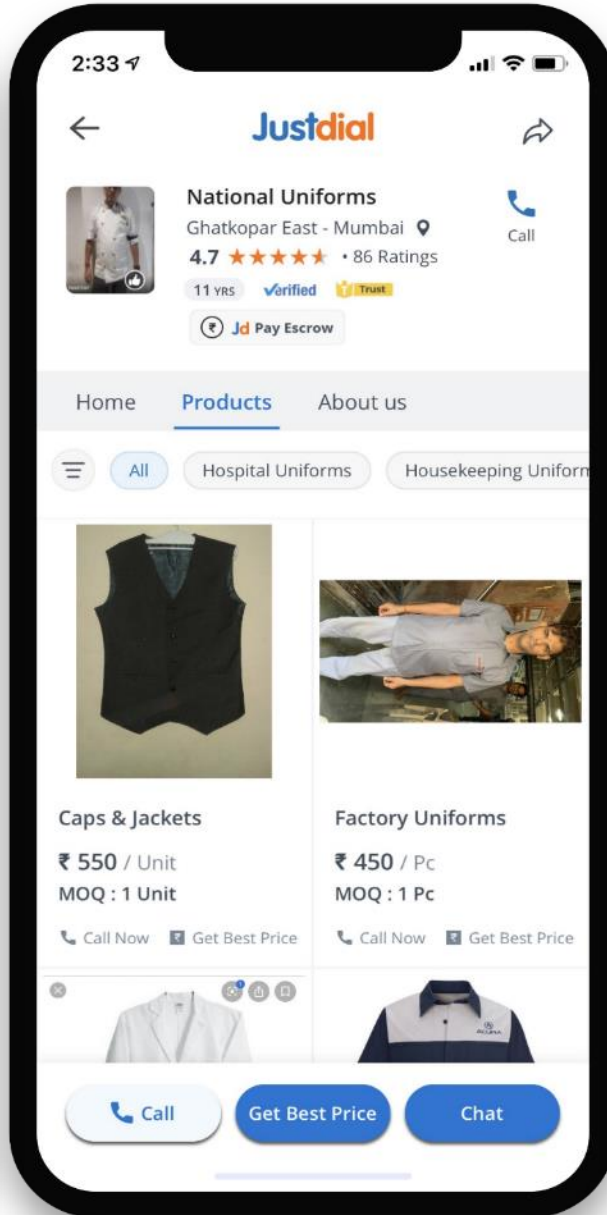 2:33
Justdial
National Uniforms
Ghatkopar East - Mumbai
Call
4.7 • 86 Ratings
11 YRS Verified Trust
₹ Jd Pay Escrow
Home Products About us
All Hospital Uniforms Housekeeping Uniform
Caps & Jackets
₹ 550 / Unit
MOQ : 1 Unit
Call Now ₹ Get Best Price
Factory Uniforms
₹ 450 / Pc
MOQ : 1 Pc
Call Now ₹ Get Best Price
ACURA
Call Get Best Price Chat